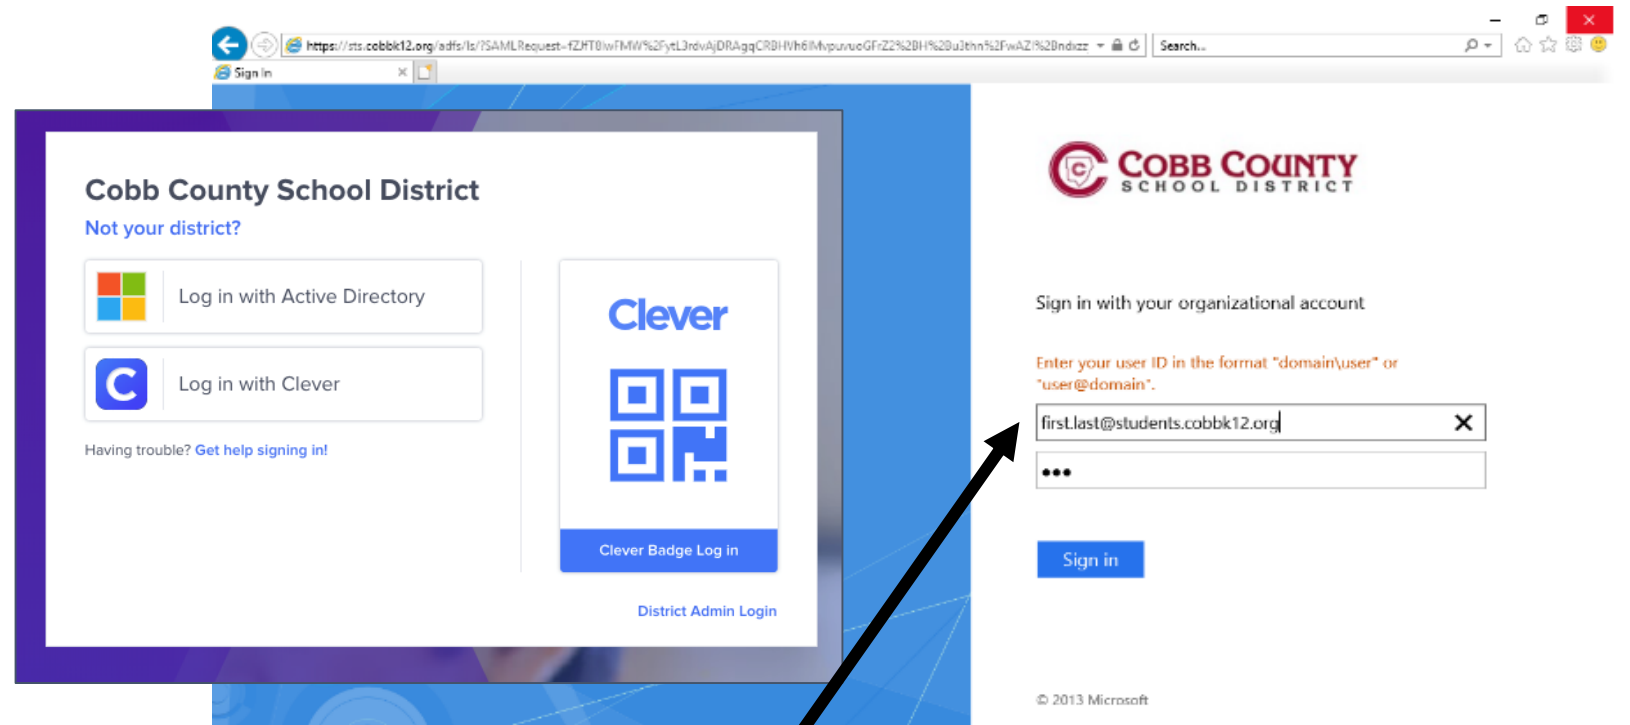 Search...
Sign In
Cobb County School District
Not your district?
Log in with Active Directory
Log in with Clever
Having trouble? Get help signing in!
Clever
Clever Badge Log in
District Admin Login
COBB COUNTY
SCHOOL DISTRICT
Sign in with your organizational account
Enter your user ID in the format "domain\user" or
"user@domain".
first.last@students.cobbk12.org
Sign in
© 2013 Microsoft